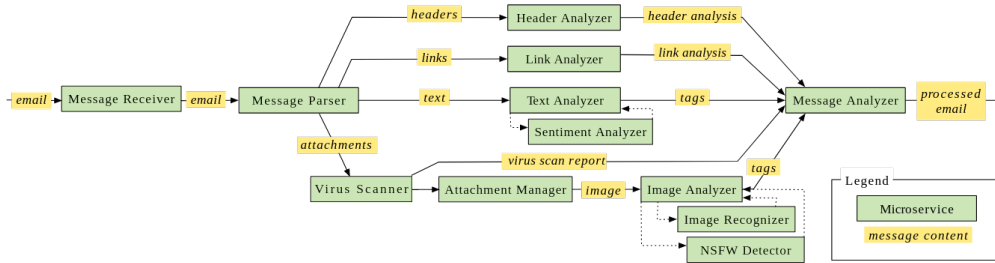 headers
Header Analyzer
header analysis
links
Link Analyzer
link analysis
email
Message Receiver
email
Message Parser
text
Text Analyzer
tags
Message Analyzer
processed
email
Sentiment Analyzer
attachments
virus scan report
Virus Scanner
Attachment Manager
image
Image Analyzer
tags
Image Recognizer
NSFW Detector
Legend
Microservice
message content